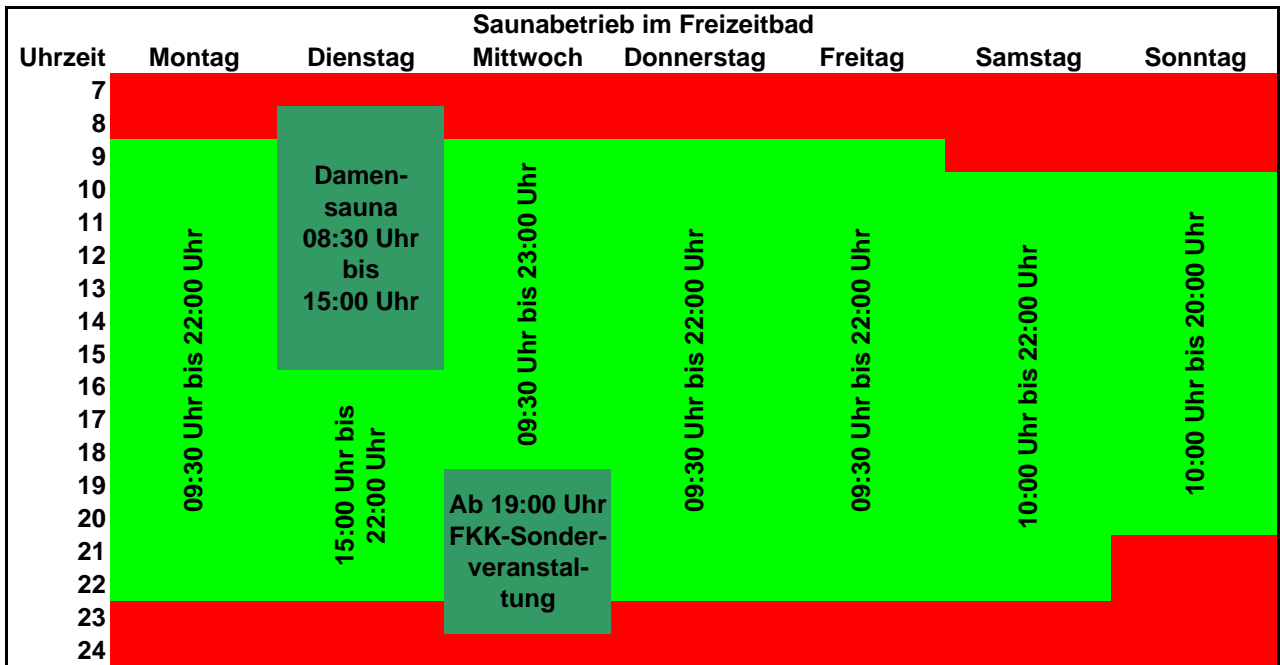 Saunabetrieb im Freizeitbad
Uhrzeit Montag Dienstag Mittwoch Donnerstag Freitag Samstag Sonntag
7
8
9
10
11
12
13
14
15
16
17
18
19
20
21
22
23
24
09:30 Uhr bis 22:00 Uhr
Damen-
sauna
08:30 Uhr
bis
15:00 Uhr
15:00 Uhr bis
22:00 Uhr
09:30 Uhr bis 23:00 Uhr
Ab 19:00 Uhr
FKK-Sonder-
veranstal-
tung
09:30 Uhr bis 22:00 Uhr
09:30 Uhr bis 22:00 Uhr
10:00 Uhr bis 22:00 Uhr
10:00 Uhr bis 20:00 Uhr